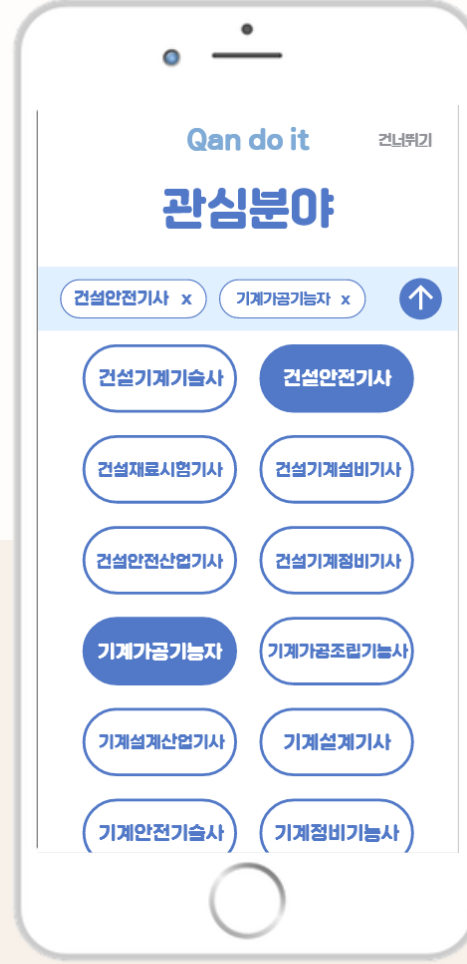 Qan do it
건너뛰기
관심분야
건설안전기사 x
기계가공기능자 x
건설기계기술사
건설안전기사
건설재료시험기사
건설기계설비기사
건설안전산업기사
건설기계정비기사
기계가공기능자
기계가공조립기능사
기계설계산업기사
기계설계기사
기계안전기술사
기계정비기능사